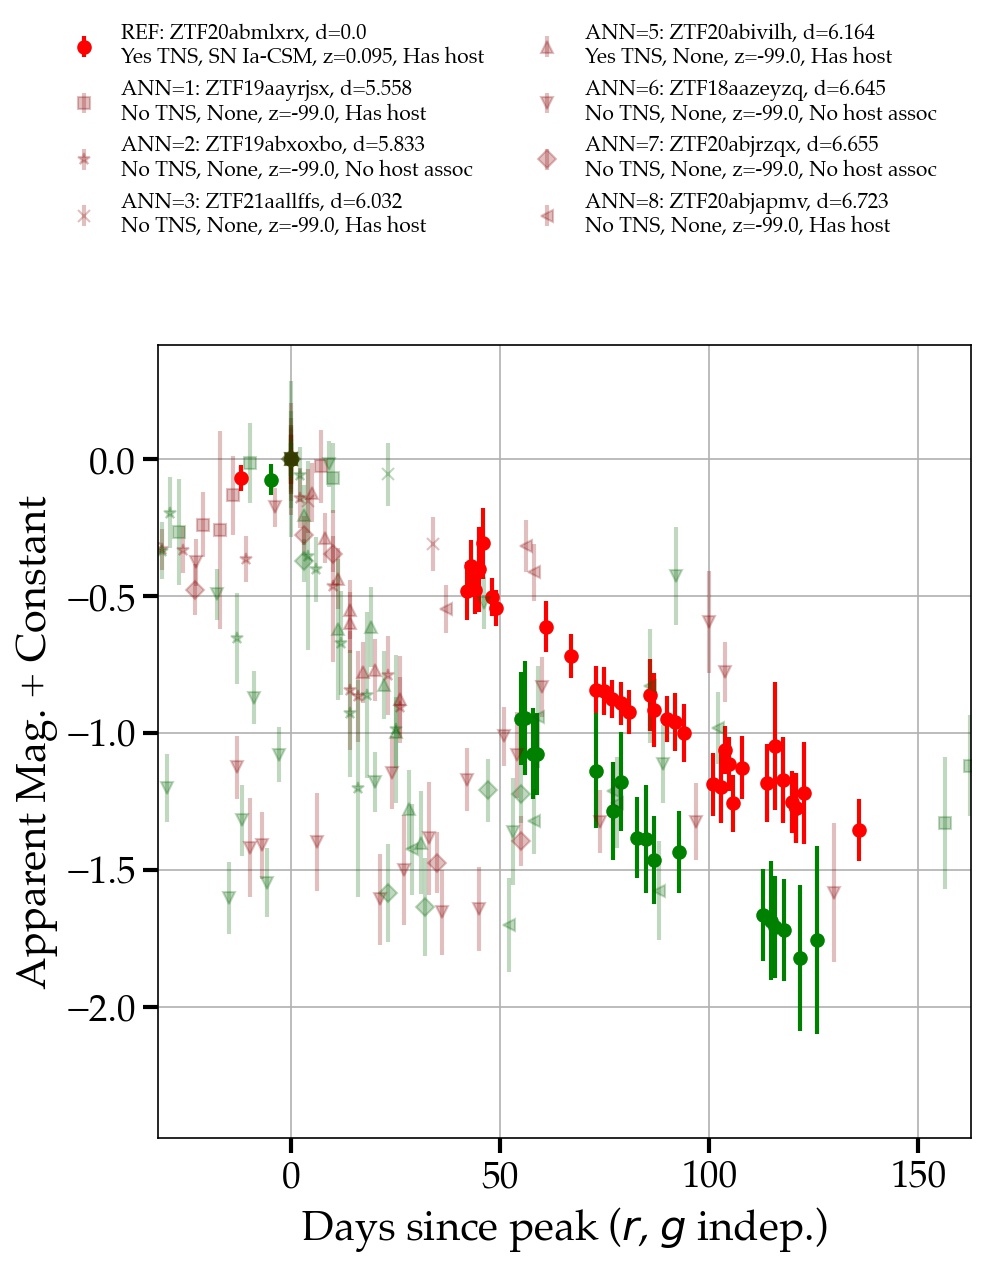 REF: ZTF20abmlxrx, d=0.0
Yes TNS, SN Ia-CSM, z=0.095, Has host
ANN=1: ZTF19aayrjsx, d=5.558
No TNS, None, z=-99.0, Has host
ANN=2: ZTF19abxoxbo, d=5.833
No TNS, None, z=-99.0, No host assoc
ANN=3: ZTF21aallffs, d=6.032
No TNS, None, z=-99.0, Has host
ANN=5: ZTF20abivilh, d=6.164
Yes TNS, None, z=-99.0, Has host
ANN=6: ZTF18aazeyzq, d=6.645
No TNS, None, z=-99.0, No host assoc
ANN=7: ZTF20abjrzqx, d=6.655
No TNS, None, z=-99.0, No host assoc
ANN=8: ZTF20abjapmv, d=6.723
No TNS, None, z=-99.0, Has host
Apparent Mag. + Constant
0.0
−0.5
−1.0
−1.5
−2.0
0
50
100
150
Days since peak (r, g indep.)